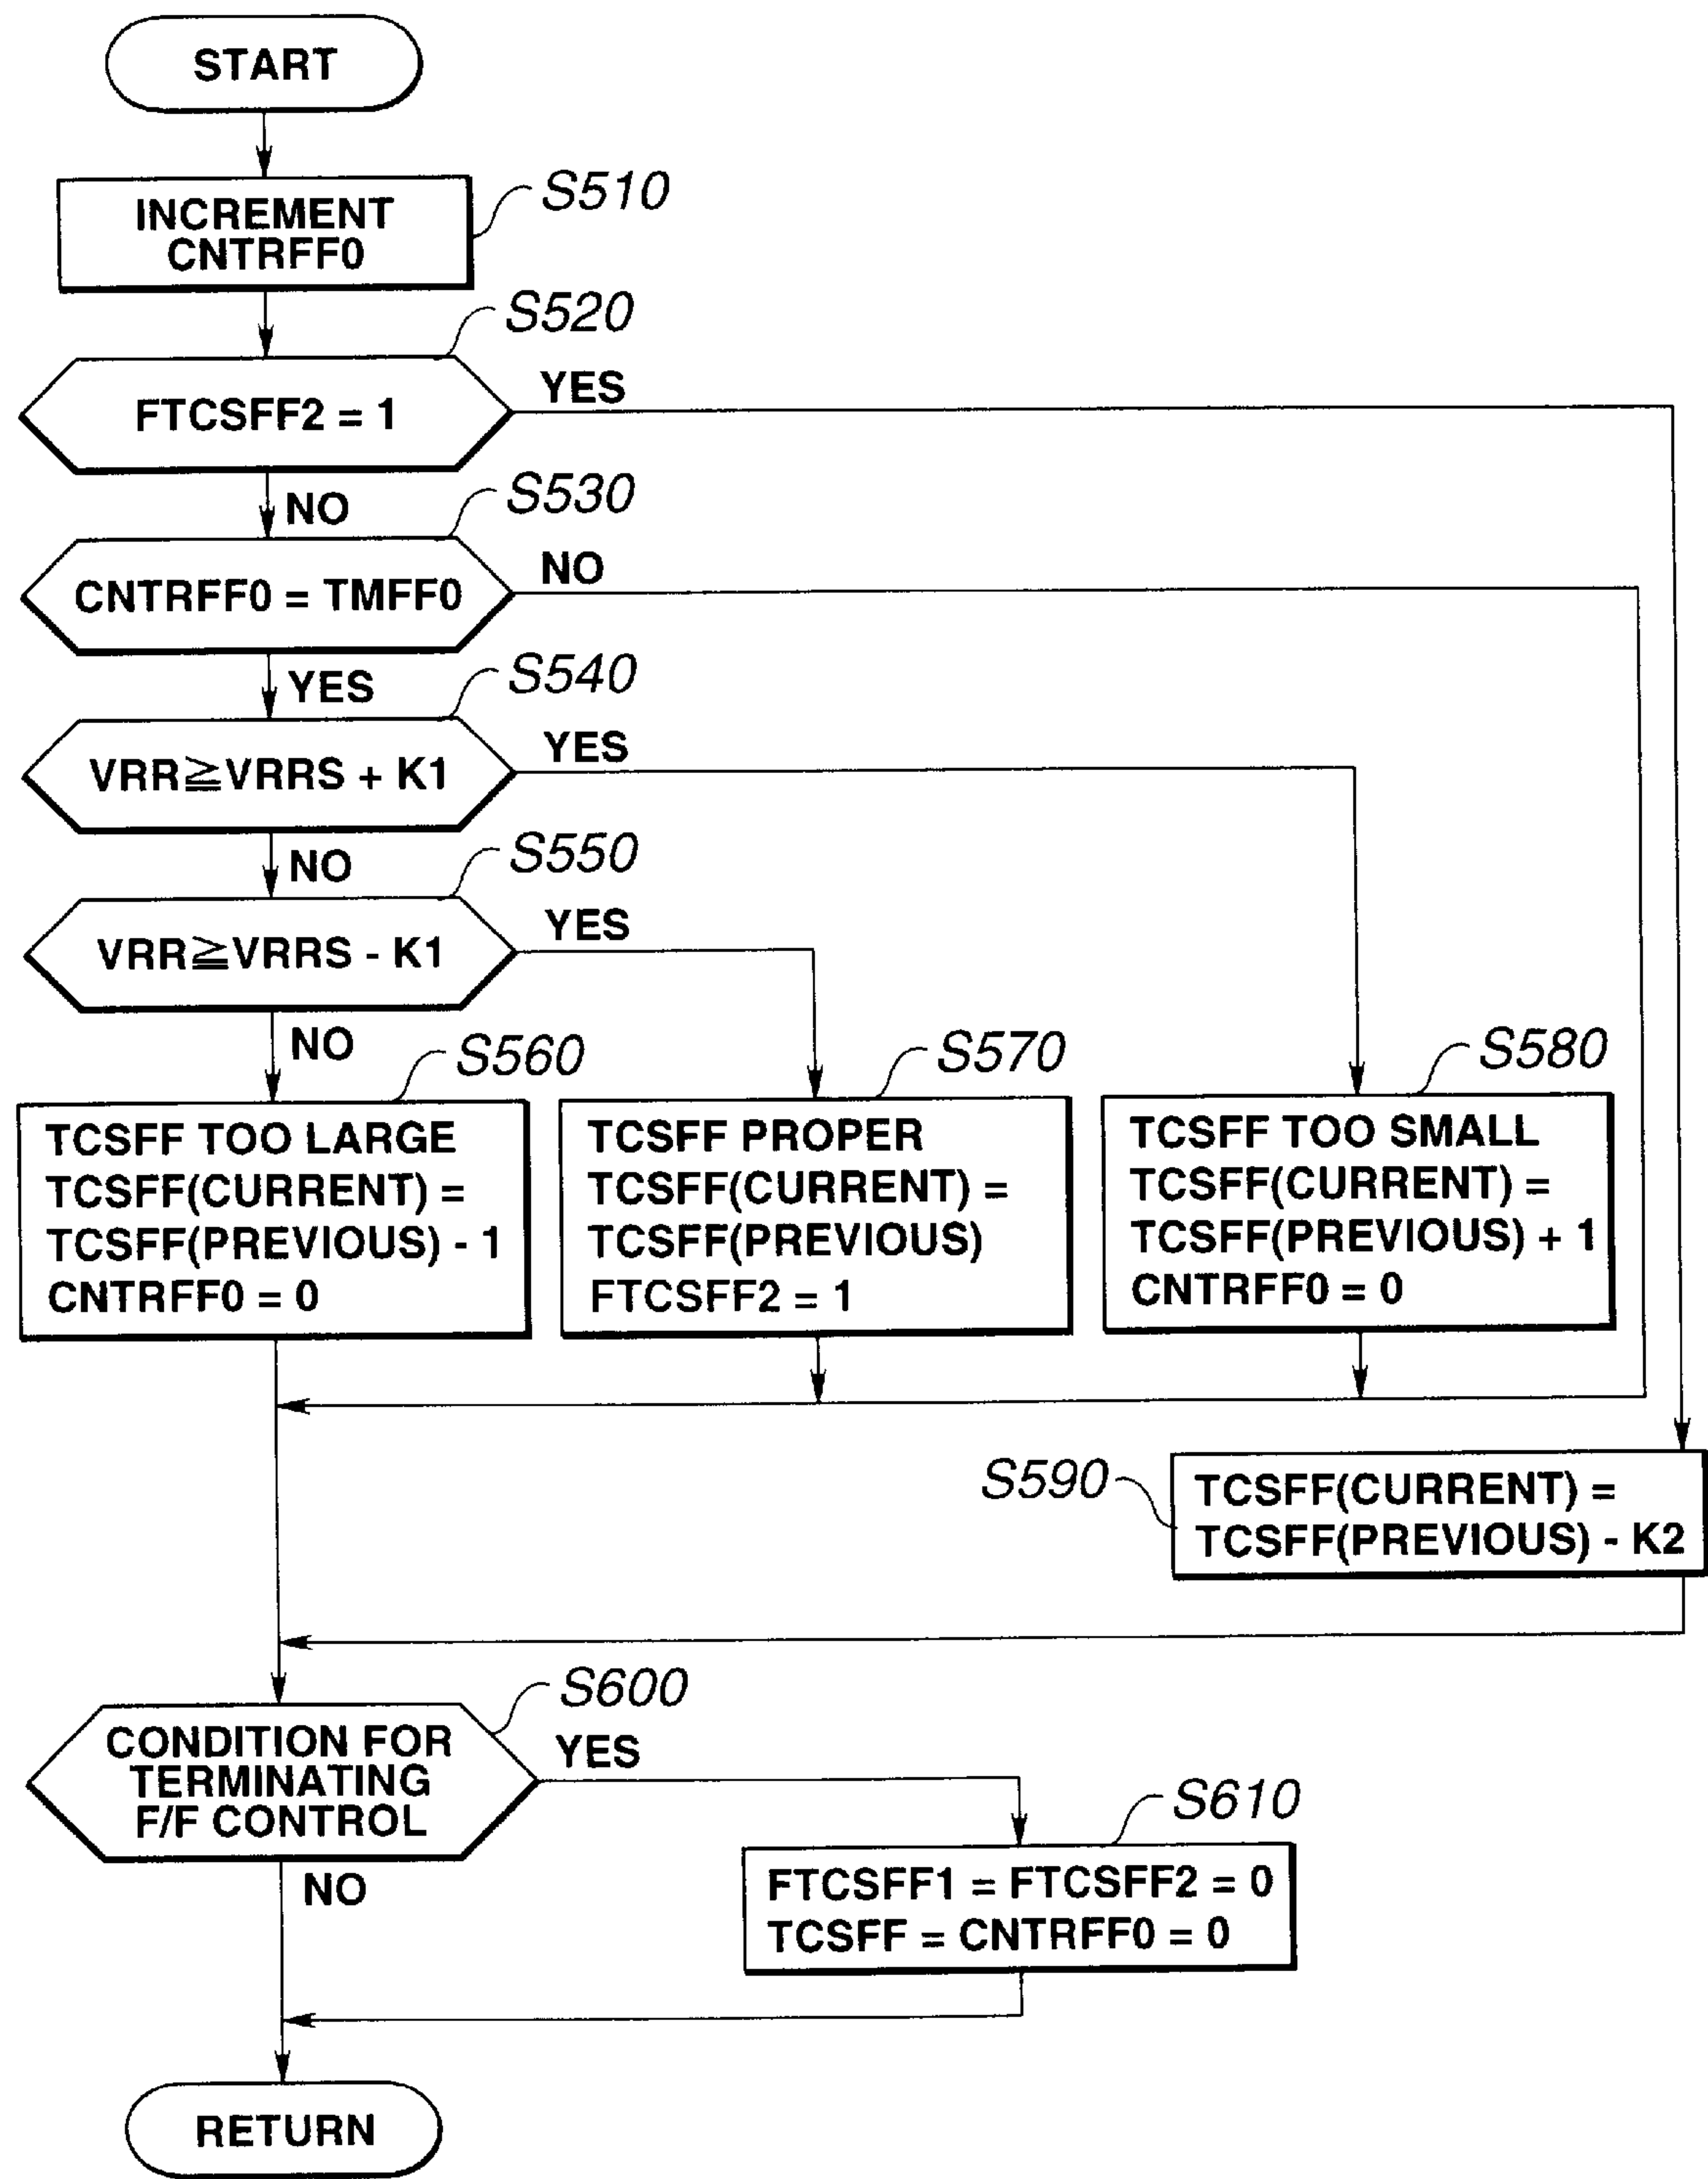 START
INCREMENT
CNTRFF0
S510
S520
FTCSFF2 = 1
YES
NO
S530
CNTRFF0 = TMFF0
NO
YES
S540
VRR≧VRRS + K1
YES
NO
S550
VRR≧VRRS - K1
YES
NO
S560
TCSFF TOO LARGE
TCSFF(CURRENT) =
TCSFF(PREVIOUS) - 1
CNTRFF0 = 0
S570
TCSFF PROPER
TCSFF(CURRENT) =
TCSFF(PREVIOUS)
FTCSFF2 = 1
S580
TCSFF TOO SMALL
TCSFF(CURRENT) =
TCSFF(PREVIOUS) + 1
CNTRFF0 = 0
S590
TCSFF(CURRENT) =
TCSFF(PREVIOUS) - K2
S600
CONDITION FOR
TERMINATING
F/F CONTROL
YES
NO
S610
FTCSFF1 = FTCSFF2 = 0
TCSFF = CNTRFF0 = 0
RETURN